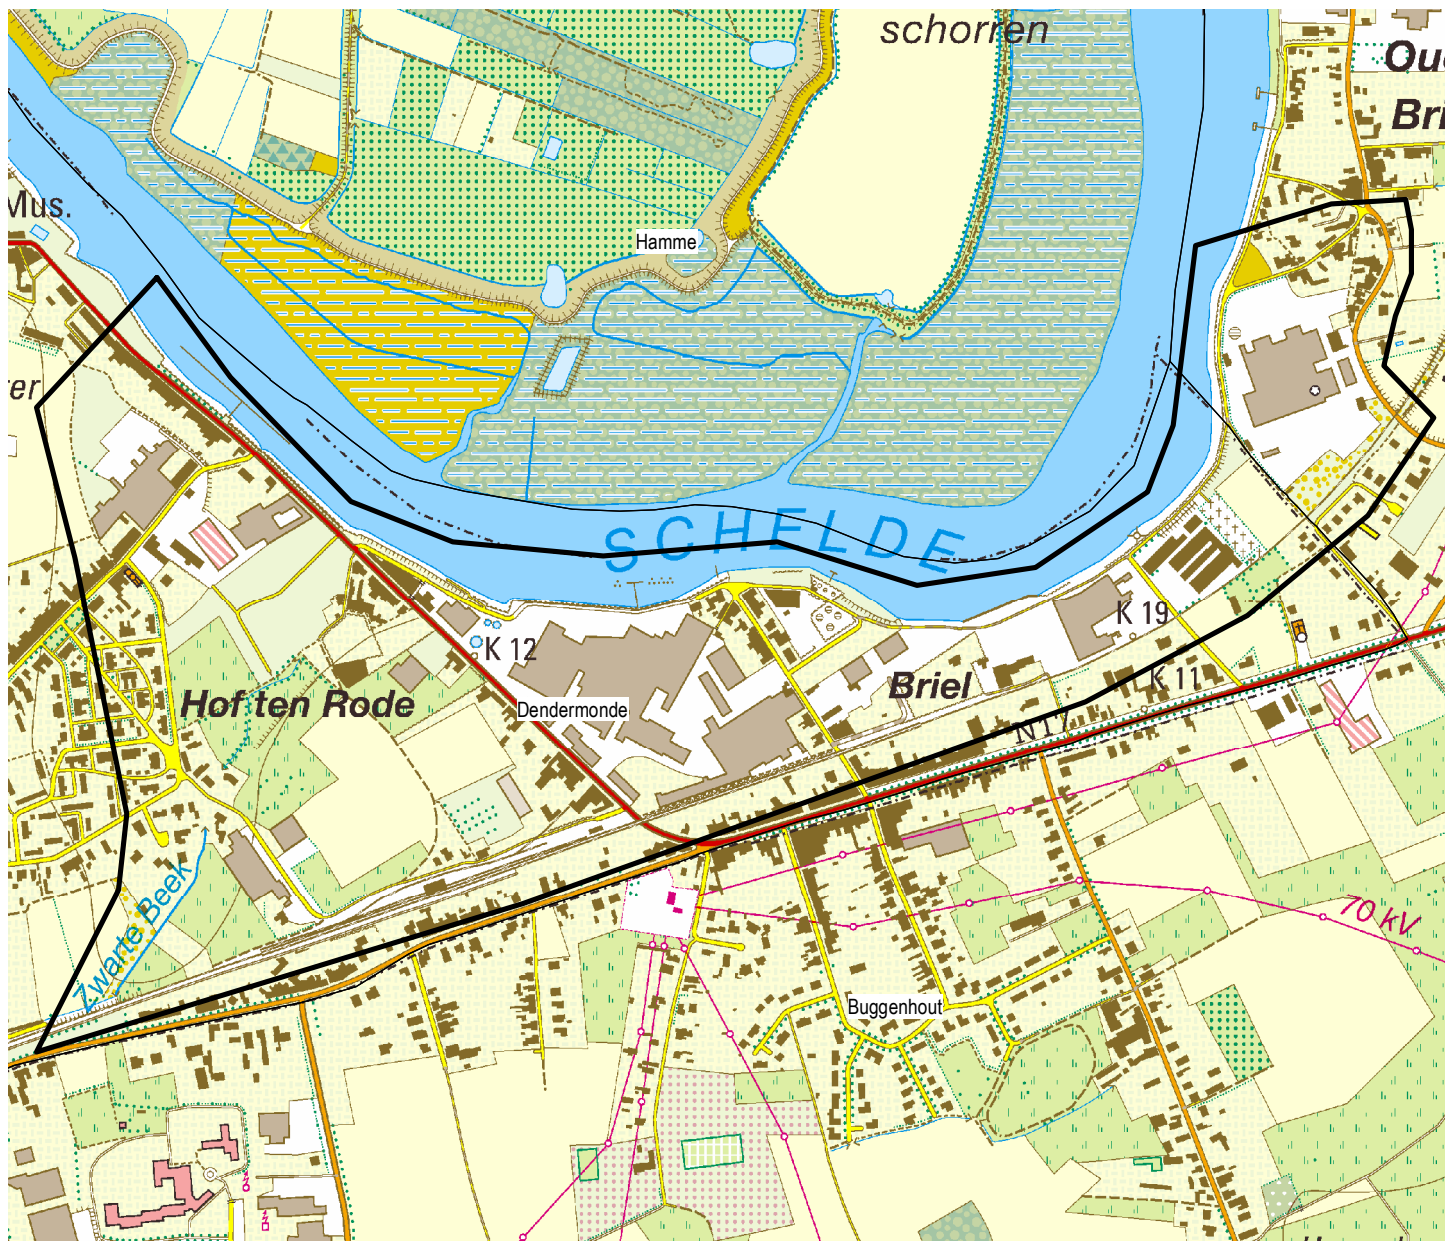 schorren
Ou
Bri
Mus.
Hamme
er
SCHELDE
K 12
K 19
Hof ten Rode
Briel
K 11
Dendermonde
N17
Zwarte Beek
70 kV
Buggenhout